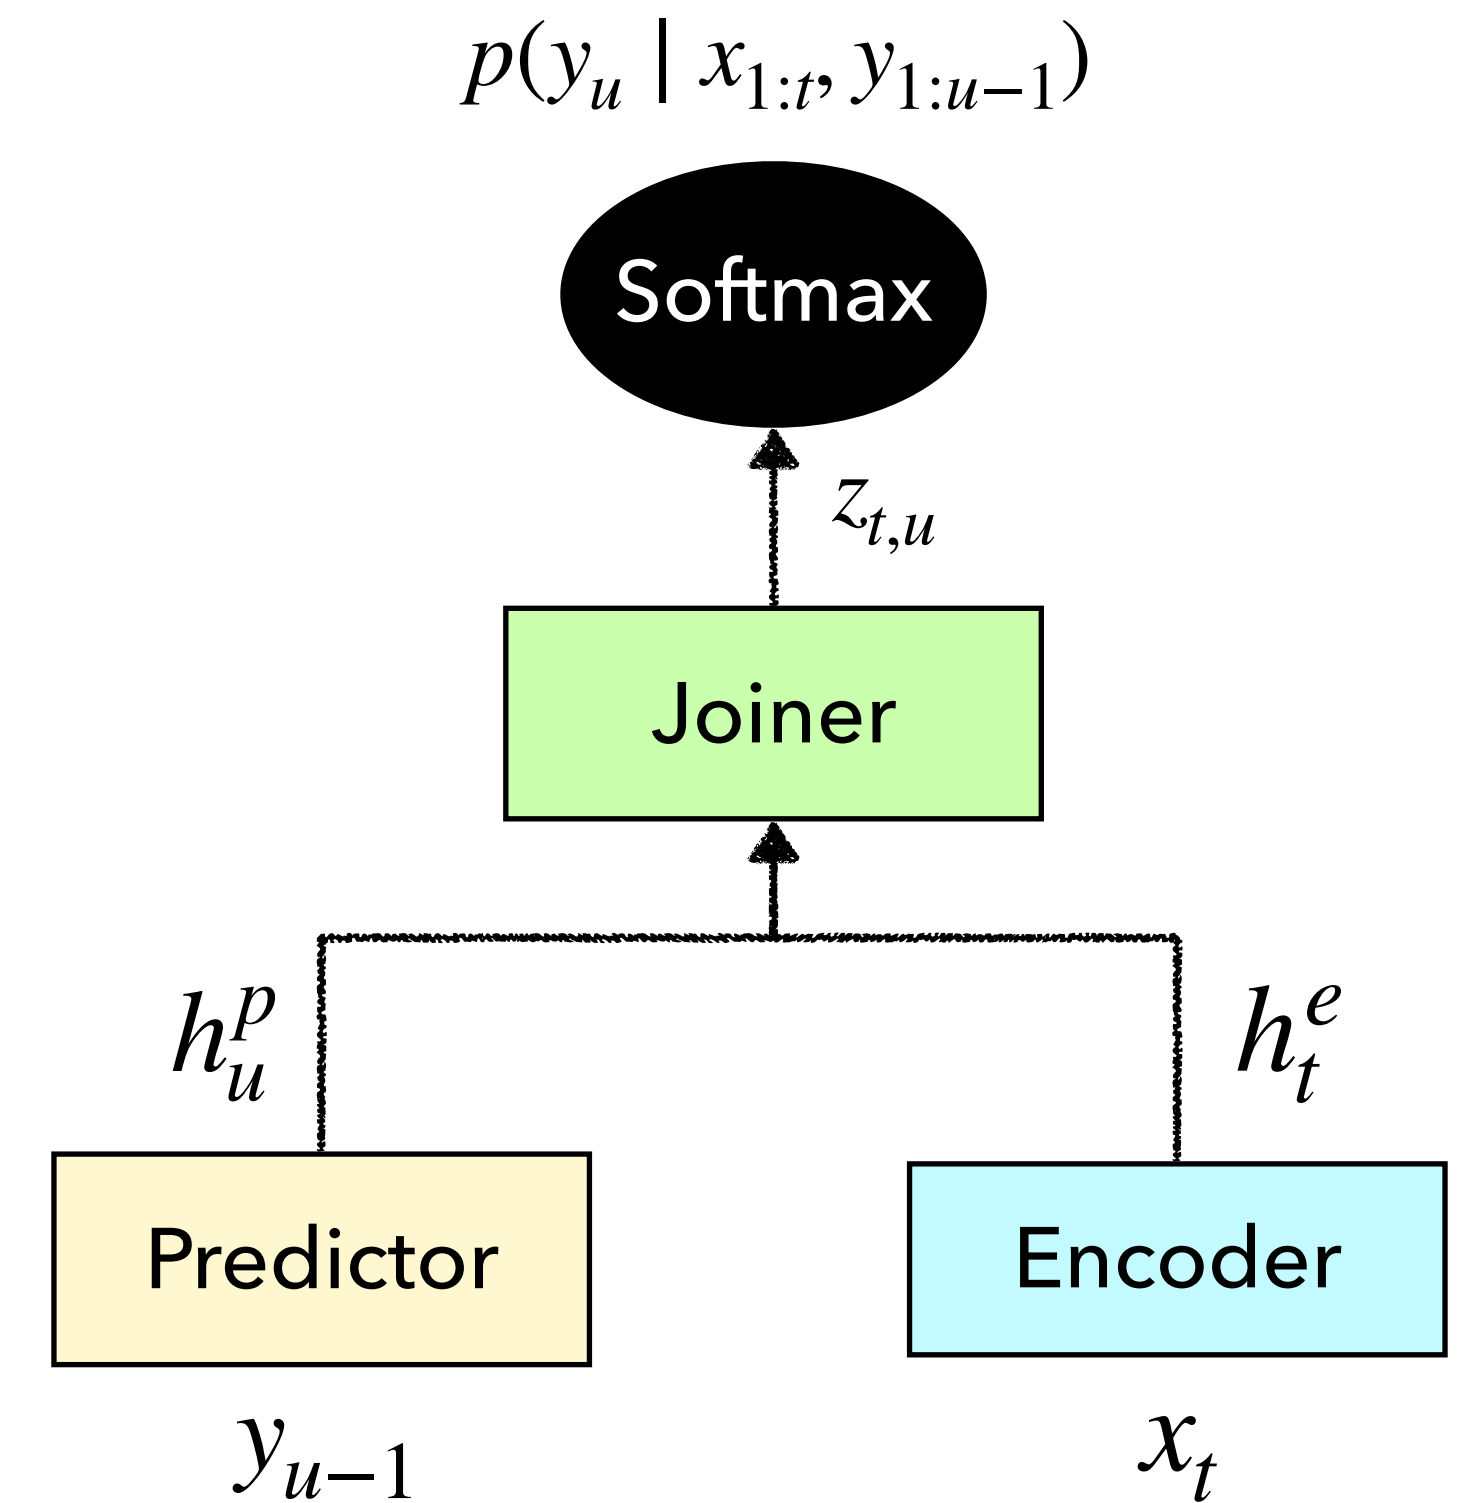 p(y_u | x_{1:t}, y_{1:u−1})
Softmax
z_{t,u}
Joiner
h_u^p
h_t^e
Predictor
Encoder
y_{u−1}
x_t